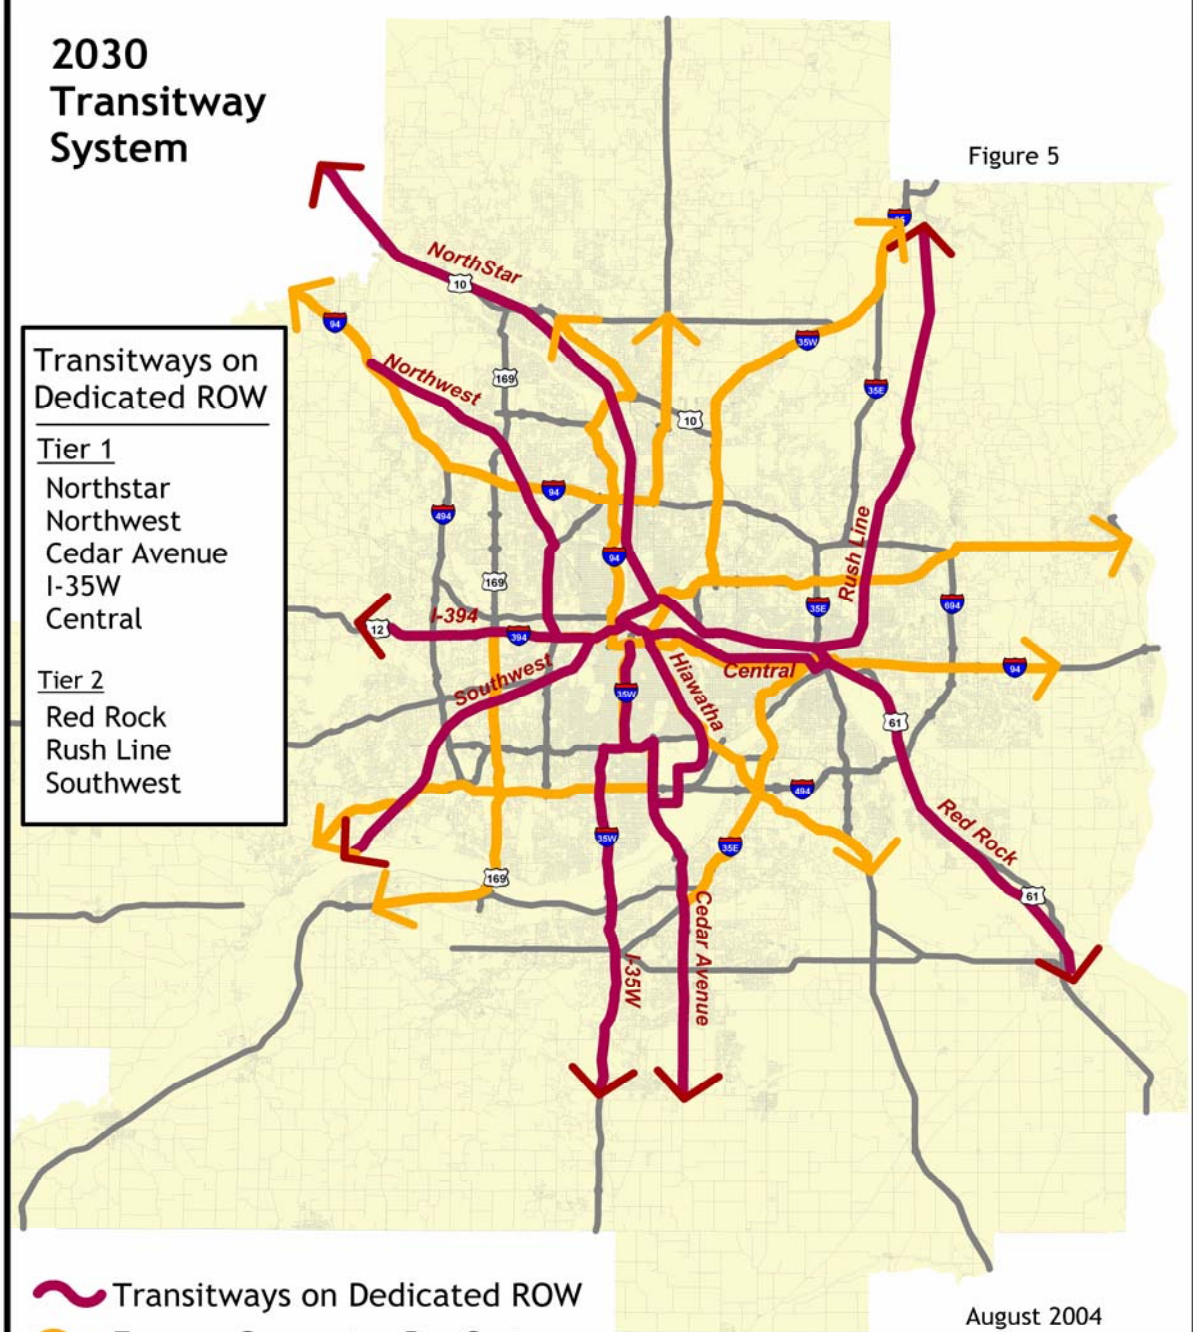 2030
Transitway
System
Figure 5
Transitways on
Dedicated ROW
Tier 1
Northstar
Northwest
Cedar Avenue
I-35W
Central
Tier 2
Red Rock
Rush Line
Southwest
NorthStar
10
94
Northwest
169
35W
35E
10
94
494
94
Rush Line
169
35E
694
I-394
12
394
Southwest
Hiawatha
Central
94
35W
61
494
35W
35E
Red Rock
169
61
Cedar Avenue
I-35W
Transitways on Dedicated ROW
August 2004